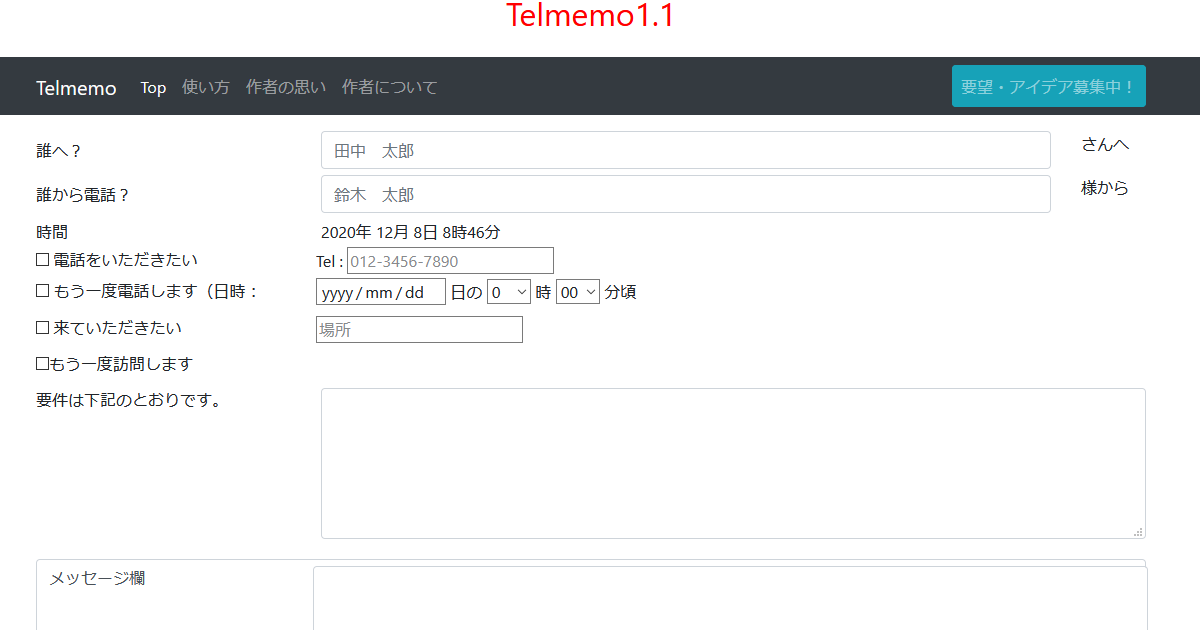 Telmemo1.1
Telmemo Top 使い方 作者の思い 作者について 要望・アイデア募集中！
誰へ？ 田中　太郎 さんへ
誰から電話？ 鈴木　太郎 様から
時間 2020年 12月 8日 8時46分
電話をいただきたい Tel : 012-3456-7890
もう一度電話します（日時： yyyy / mm / dd 日の 0 時 00 分頃
来ていただきたい 場所
もう一度訪問します
要件は下記のとおりです。
メッセージ欄